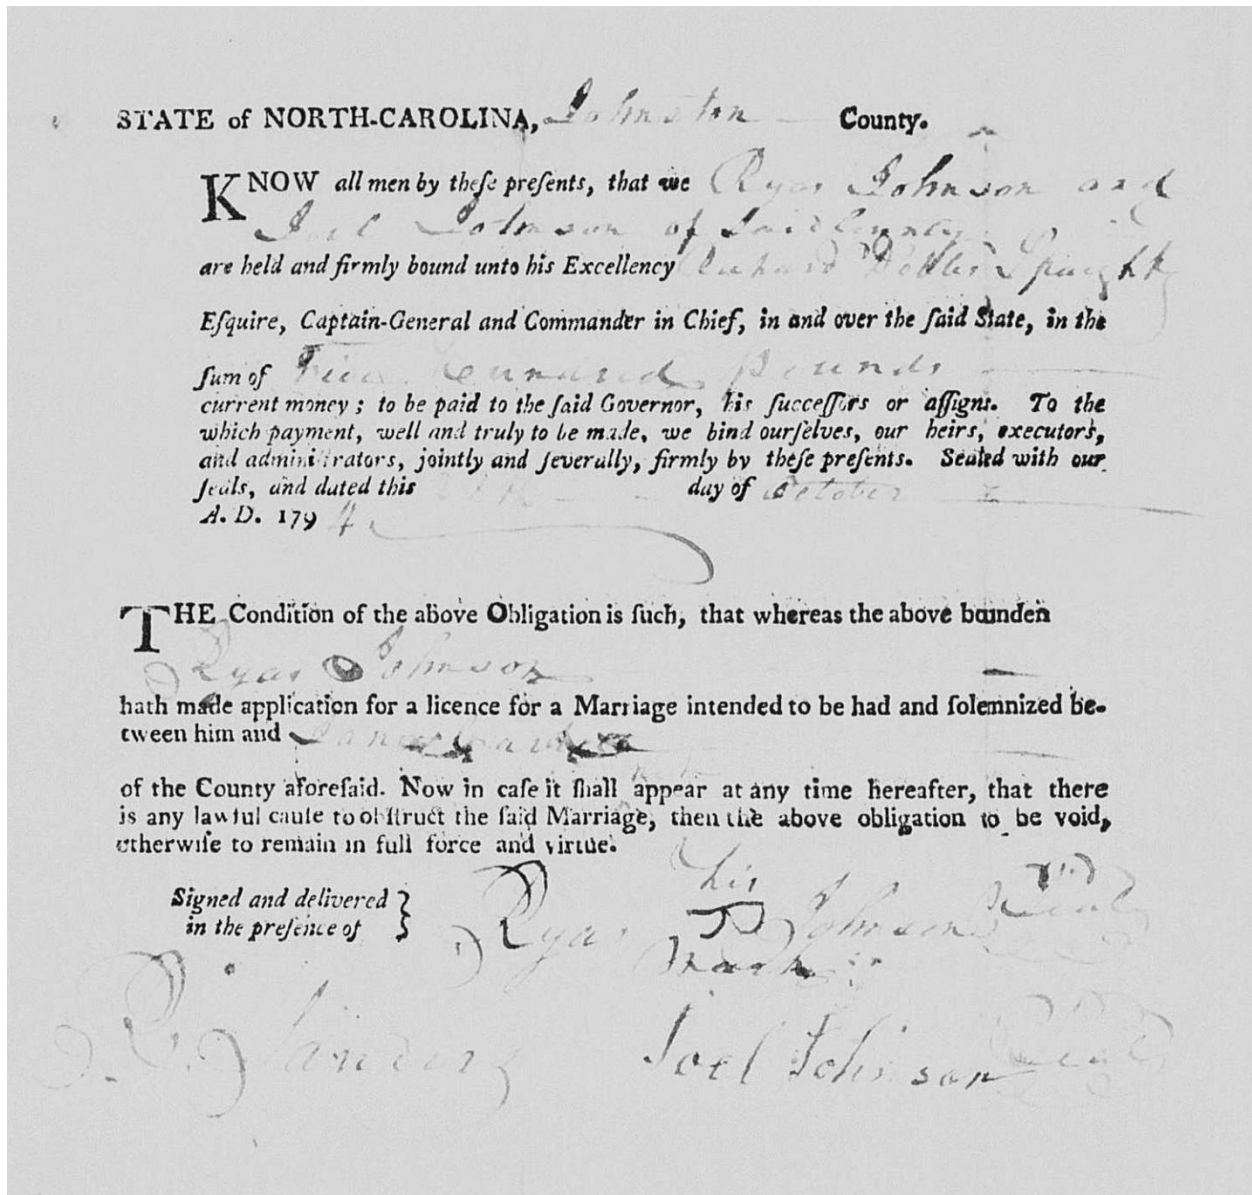 STATE of NORTH-CAROLINA, Johnston County.
KNOW all men by theſe preſents, that we Ryas Johnson and
Joel Johnson of Said County
are held and firmly bound unto his Excellency Richard Dobbs Spaight
Eſquire, Captain-General and Commander in Chief, in and over the ſaid State, in the
ſum of Five Hundred Pounds
current money; to be paid to the ſaid Governor, his ſucceſſors or aſſigns. To the
which payment, well and truly to be made, we bind ourſelves, our heirs, executors,
and adminiſtrators, jointly and ſeverally, firmly by theſe preſents. Sealed with our
ſeals, and dated this day of October
A. D. 1794
THE Condition of the above Obligation is ſuch, that whereas the above bounden
Ryas Johnson
hath made application for a licence for a Marriage intended to be had and ſolemnized be-
tween him and
of the County aforeſaid. Now in caſe it ſhall appear at any time hereafter, that there
is any lawful cauſe to obſtruct the ſaid Marriage, then the above obligation to be void,
otherwiſe to remain in full force and virtue.
his
Signed and delivered Ryas Johnson Seal
in the preſence of mark
R. Sanders Joel Johnson Seal